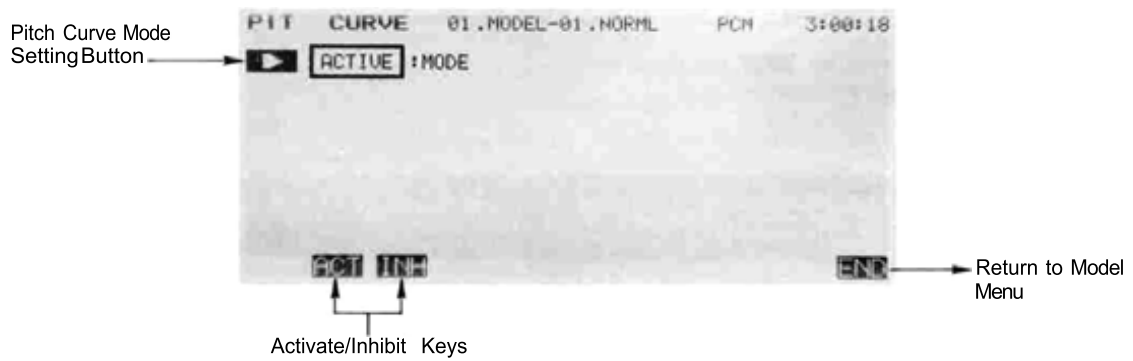 PIT CURVE 01.MODEL-01.NORML PCM 3:00:18
Pitch Curve Mode
Setting Button
ACTIVE :MODE
ACT INH END
Return to Model
Menu
Activate/Inhibit Keys